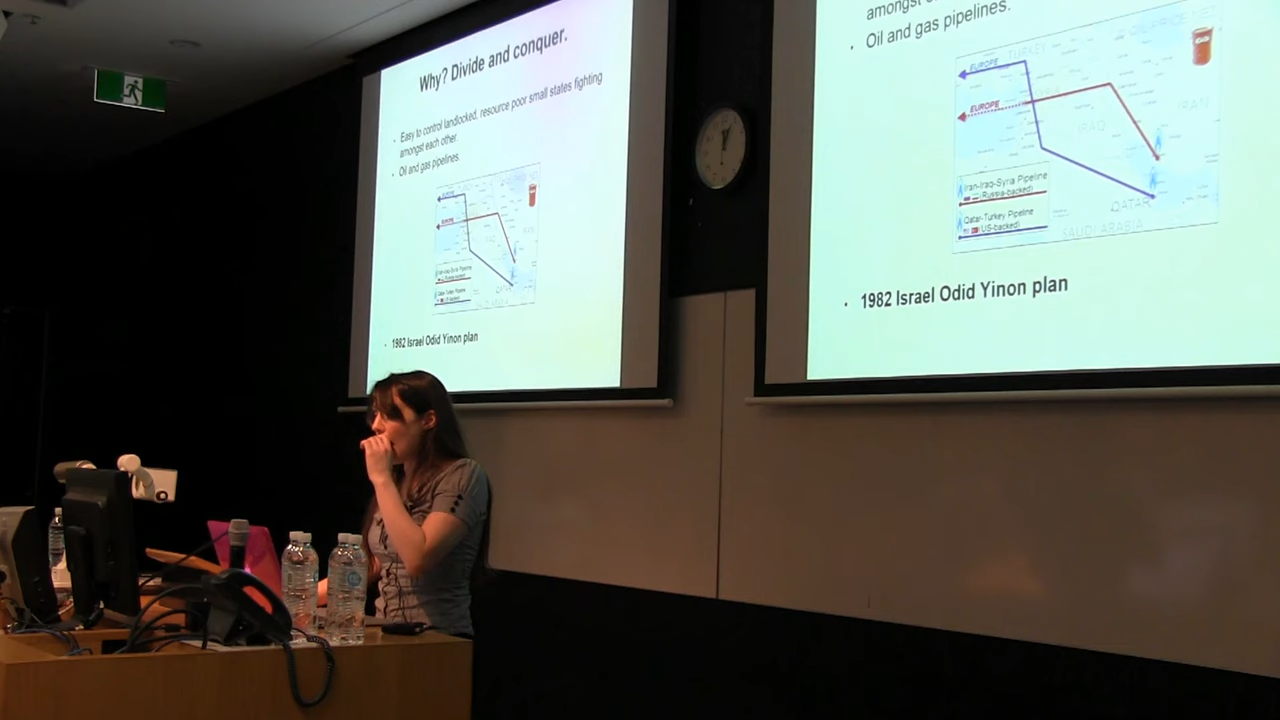 Why? Divide and conquer.
Easy to control landlocked, resource poor small states fighting
amongst each other.
Oil and gas pipelines.
EUROPE
EUROPE
1982 Israel Odid Yinon plan
amongst
Oil and gas pipelines.
TURKEY
EUROPE
EUROPE
SYRIA
IRAQ
IRAN
Iran-Iraq-Syria Pipeline
(Russia-backed)
Qatar-Turkey Pipeline
(US-backed)
QATAR
SAUDI ARABIA
1982 Israel Odid Yinon plan